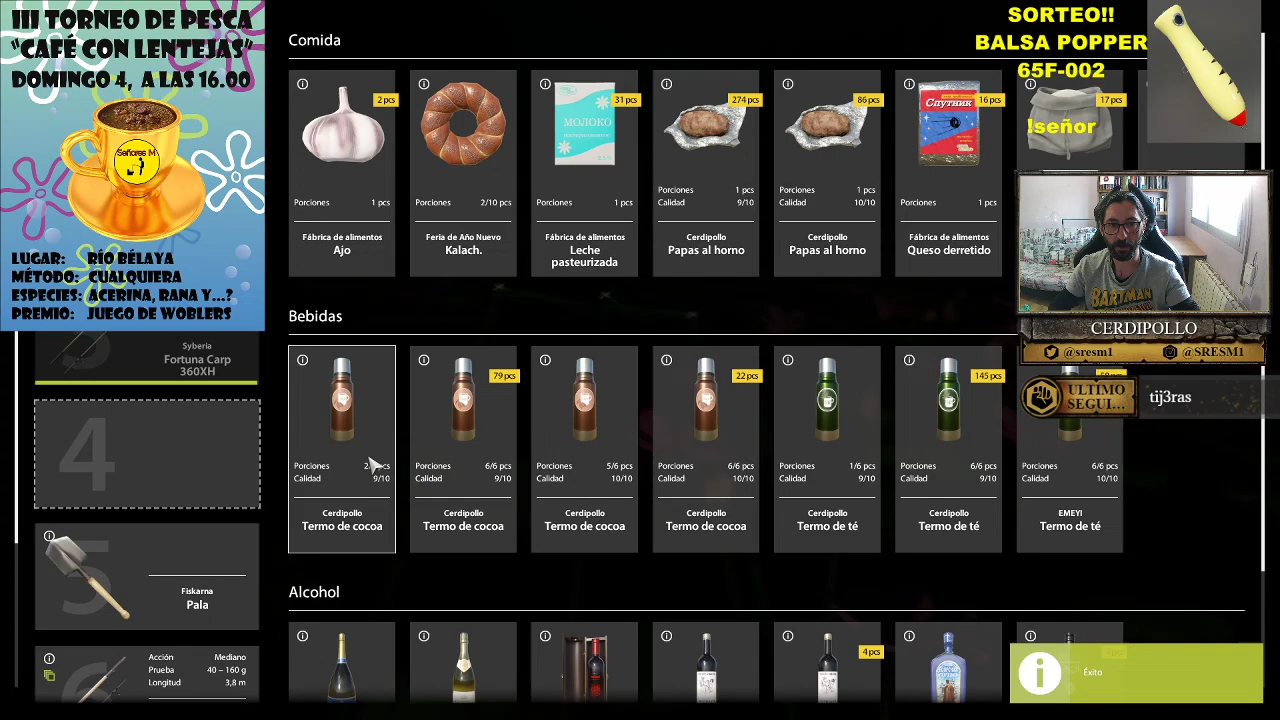 III TORNEO DE PESCA
"CAFÉ CON LENTEJAS"
DOMINGO 4, A LAS 16.00
Señores M
LUGAR: RÍO BÉLAYA
MÉTODO: CUALQUIERA
ESPECIES: ACERINA, RANA Y...?
PREMIO: JUEGO DE WOBLERS
Syberia
Fortuna Carp
360XH
4
5
Fiskarna
Pala
6
Acción Mediano
Prueba 40 – 160 g
Longitud 3,8 m
Comida
2 pcs
Porciones 1 pcs
Fábrica de alimentos
Ajo
Porciones 2/10 pcs
Feria de Año Nuevo
Kalach.
31 pcs
МОЛОКО
Porciones 1 pcs
Fábrica de alimentos
Leche
pasteurizada
274 pcs
Porciones 1 pcs
Calidad 9/10
Cerdipollo
Papas al horno
86 pcs
Porciones 1 pcs
Calidad 10/10
Cerdipollo
Papas al horno
16 pcs
Спутник
Porciones 1 pcs
Fábrica de alimentos
Queso derretido
17 pcs
SORTEO!!
BALSA POPPER
65F-002
!señor
BARTMAN
CERDIPOLLO
@sresm1 @SRESM1
ULTIMO
SEGUI...
tij3ras
Bebidas
Porciones
Calidad 9/10
Cerdipollo
Termo de cocoa
79 pcs
Porciones 6/6 pcs
Calidad 9/10
Cerdipollo
Termo de cocoa
Porciones 5/6 pcs
Calidad 10/10
Cerdipollo
Termo de cocoa
22 pcs
Porciones 6/6 pcs
Calidad 10/10
Cerdipollo
Termo de cocoa
Porciones 1/6 pcs
Calidad 9/10
Cerdipollo
Termo de té
145 pcs
Porciones 6/6 pcs
Calidad 9/10
Cerdipollo
Termo de té
Porciones 6/6 pcs
Calidad 10/10
EMEYI
Termo de té
Alcohol
4 pcs
Éxito